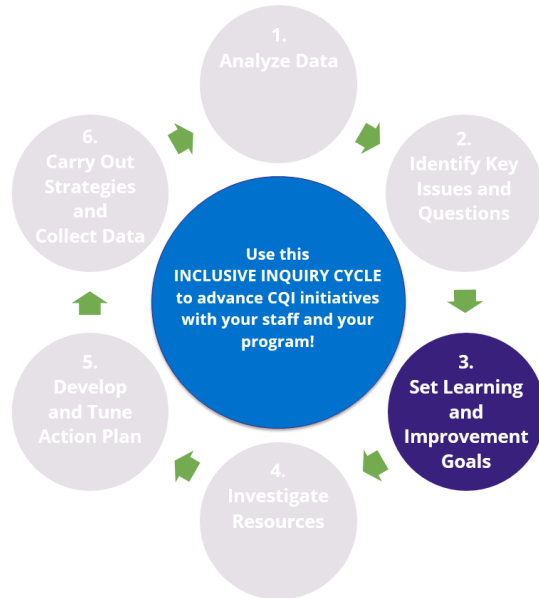 1.
Analyze Data
2.
Identify Key
Issues and
Questions
3.
Set Learning
and
Improvement
Goals
4.
Investigate
Resources
5.
Develop
and Tune
Action Plan
6.
Carry Out
Strategies
and
Collect Data
Use this
INCLUSIVE INQUIRY CYCLE
to advance CQI initiatives
with your staff and your
program!